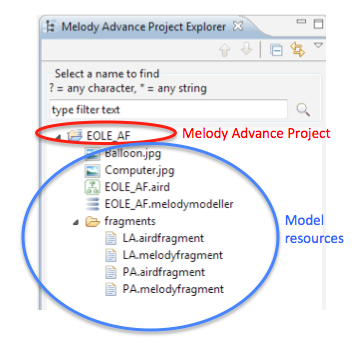 Melody Advance Project Explorer
Select a name to find
? = any character, * = any string
type filter text
EOLE_AF
Melody Advance Project
Balloon.jpg
Computer.jpg
EOLE_AF.aird
EOLE_AF.melodymodeller
fragments
Model
resources
LA.airdfragment
LA.melodyfragment
PA.airdfragment
PA.melodyfragment